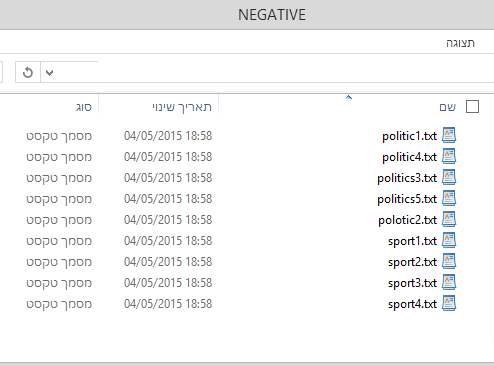 NEGATIVE
תצוגה
שם תאריך שינוי סוג
politic1.txt 04/05/2015 18:58 מסמך טקסט
politic4.txt 04/05/2015 18:58 מסמך טקסט
politics3.txt 04/05/2015 18:58 מסמך טקסט
politics5.txt 04/05/2015 18:58 מסמך טקסט
polotic2.txt 04/05/2015 18:58 מסמך טקסט
sport1.txt 04/05/2015 18:58 מסמך טקסט
sport2.txt 04/05/2015 18:58 מסמך טקסט
sport3.txt 04/05/2015 18:58 מסמך טקסט
sport4.txt 04/05/2015 18:58 מסמך טקסט